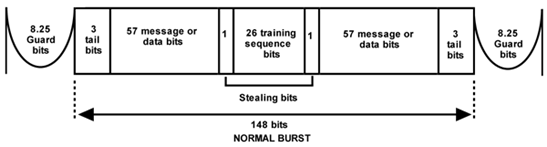 8.25
Guard
bits
3
tail
bits
57 message or
data bits
1
26 training
sequence
bits
1
57 message or
data bits
3
tail
bits
8.25
Guard
bits
Stealing bits
148 bits
NORMAL BURST